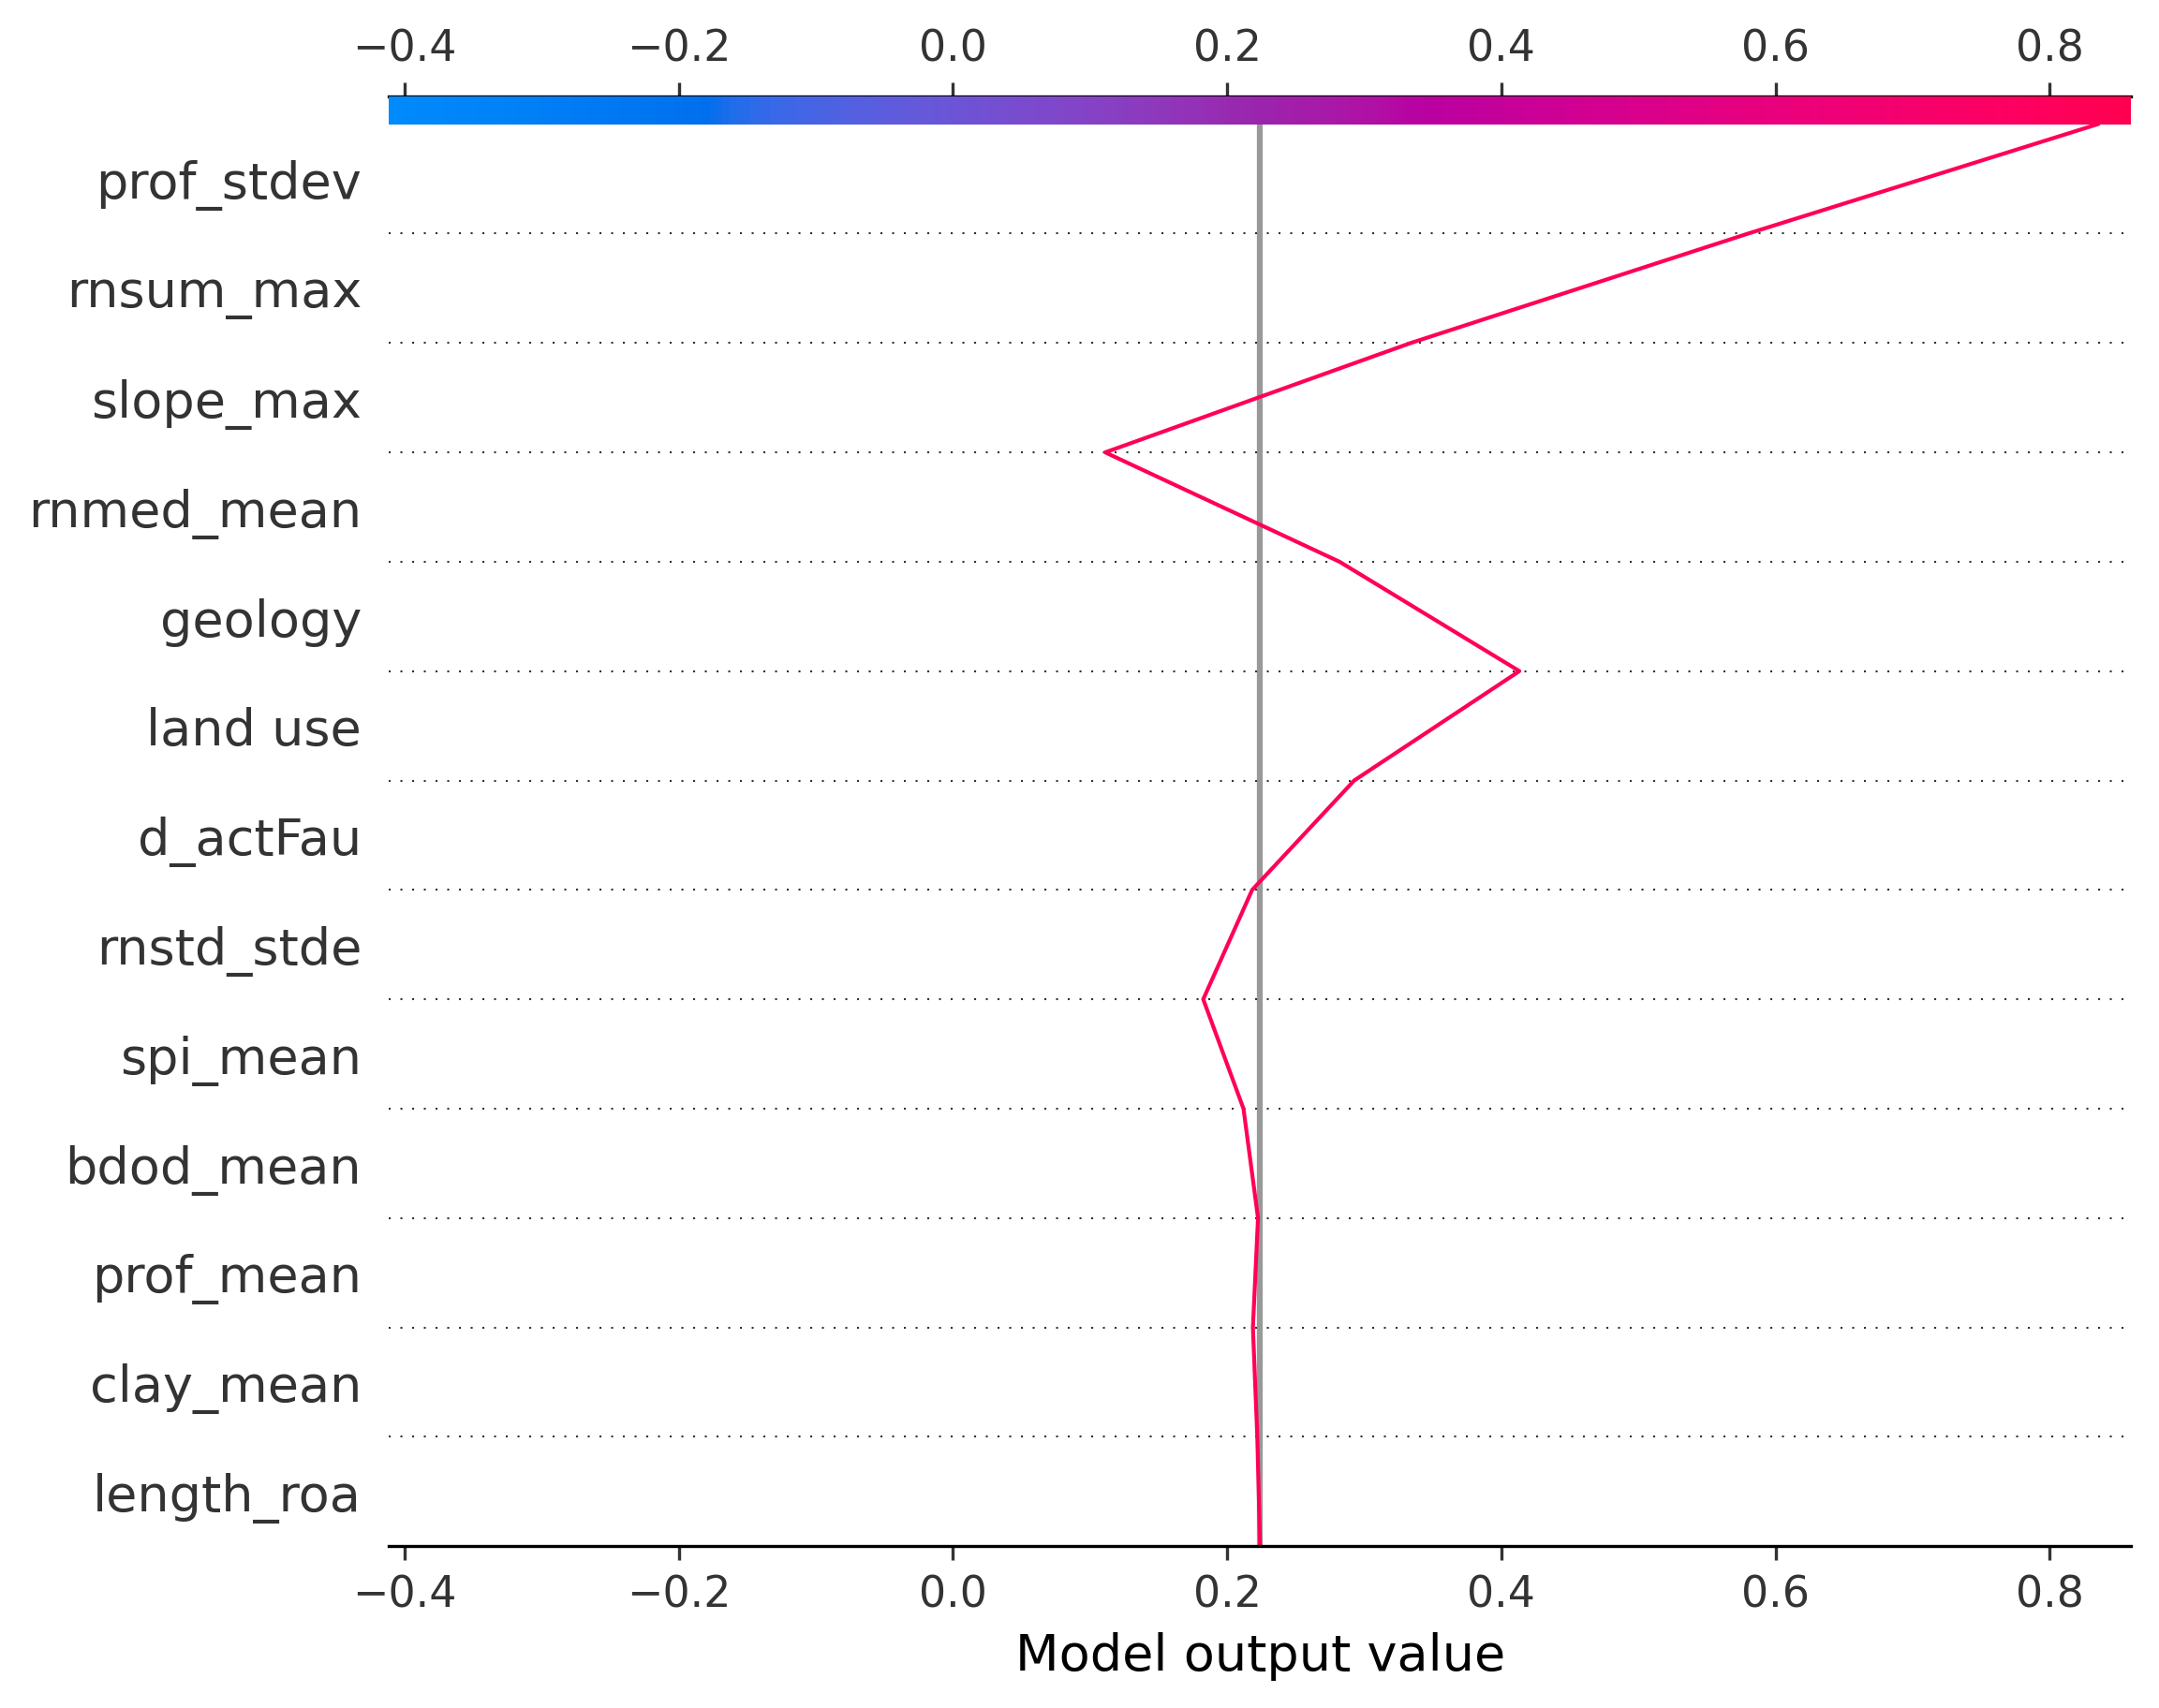 −0.4 −0.2 0.0 0.2 0.4 0.6 0.8
prof_stdev
rnsum_max
slope_max
rnmed_mean
geology
land use
d_actFau
rnstd_stde
spi_mean
bdod_mean
prof_mean
clay_mean
length_roa
−0.4 −0.2 0.0 0.2 0.4 0.6 0.8
Model output value